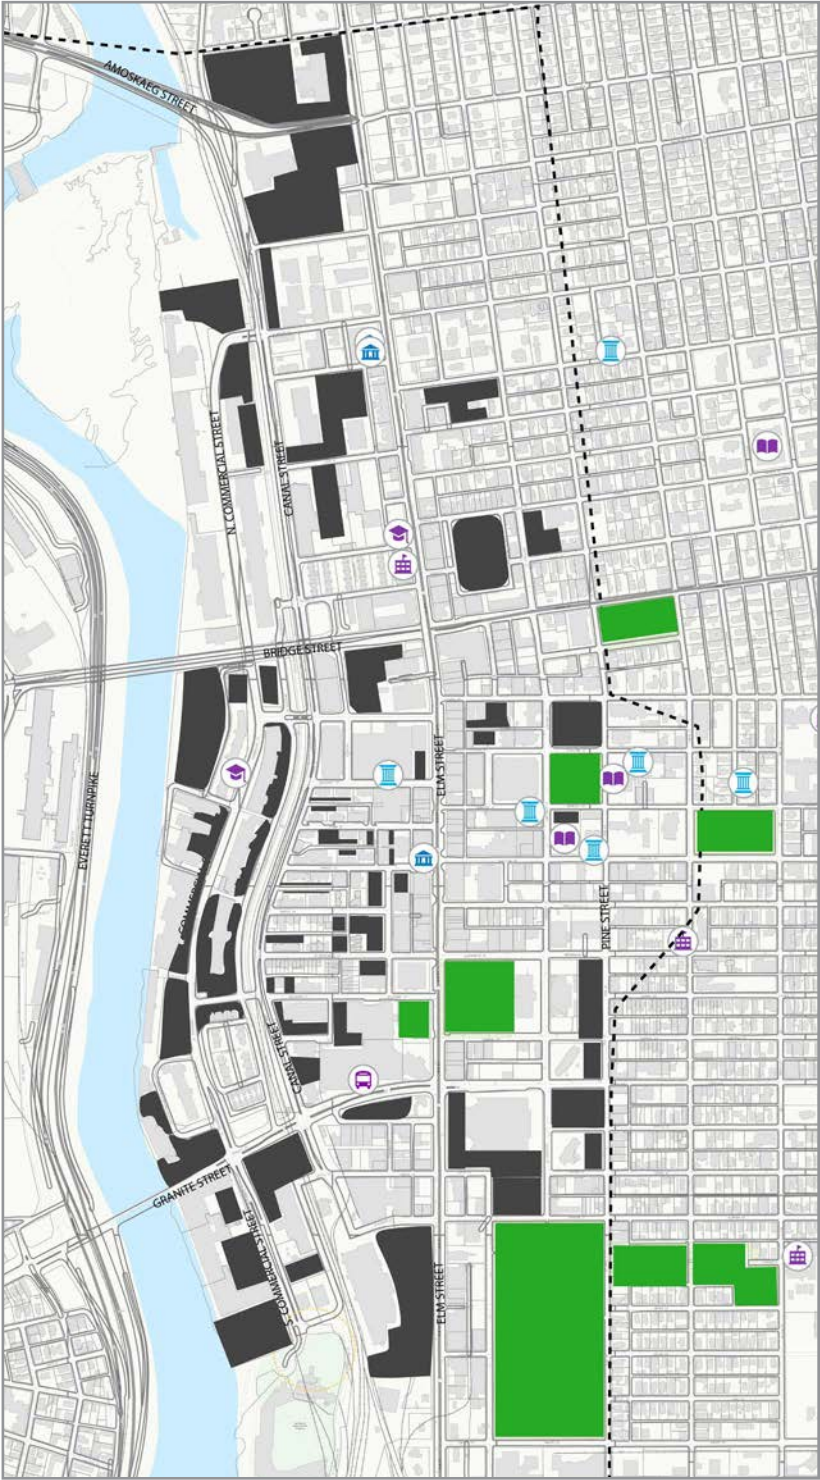 AMOSKAEG STREET
N. COMMERCIAL STREET
CANAL STREET
BRIDGE STREET
ELM STREET
EVERETT TURNPIKE
PINE STREET
CANAL STREET
GRANITE STREET
S. COMMERCIAL STREET
ELM STREET